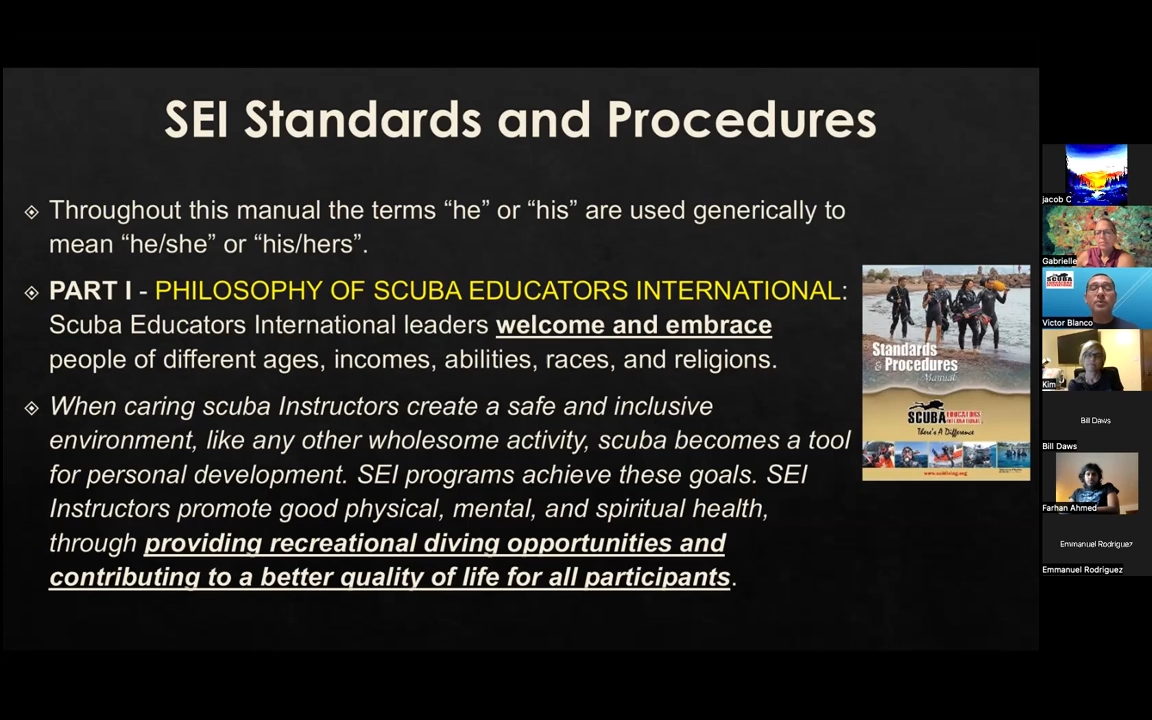 SEI Standards and Procedures
Throughout this manual the terms “he” or “his” are used generically to
mean “he/she” or “his/hers”.
PART I - PHILOSOPHY OF SCUBA EDUCATORS INTERNATIONAL:
Scuba Educators International leaders welcome and embrace
people of different ages, incomes, abilities, races, and religions.
When caring scuba Instructors create a safe and inclusive
environment, like any other wholesome activity, scuba becomes a tool
for personal development. SEI programs achieve these goals. SEI
Instructors promote good physical, mental, and spiritual health,
through providing recreational diving opportunities and
contributing to a better quality of life for all participants.
Standards
& Procedures
Manual
SCUBA EDUCATORS
INTERNATIONAL
There's A Difference
jacob C
Gabrielle
Victor Blanco
Kim
Bill Daws
Bill Daws
Farhan Ahmed
Emmanuel Rodriguez
Emmanuel Rodriguez